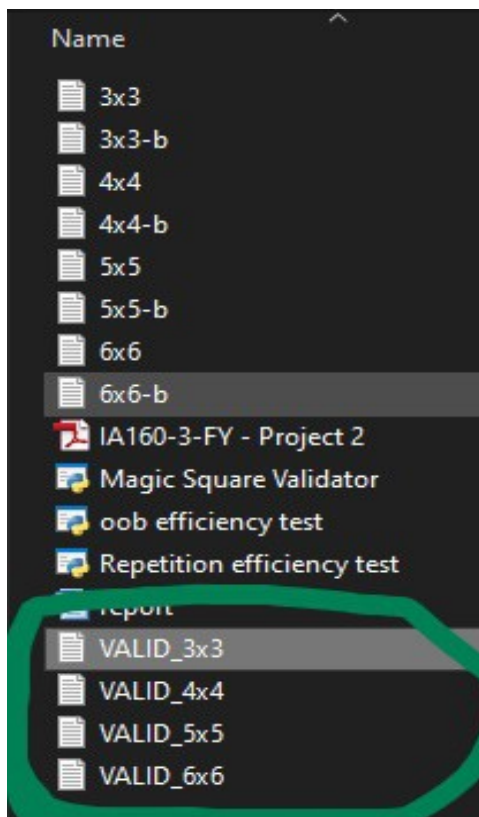 Name
3x3
3x3-b
4x4
4x4-b
5x5
5x5-b
6x6
6x6-b
IA160-3-FY - Project 2
Magic Square Validator
oob efficiency test
Repetition efficiency test
report
VALID_3x3
VALID_4x4
VALID_5x5
VALID_6x6